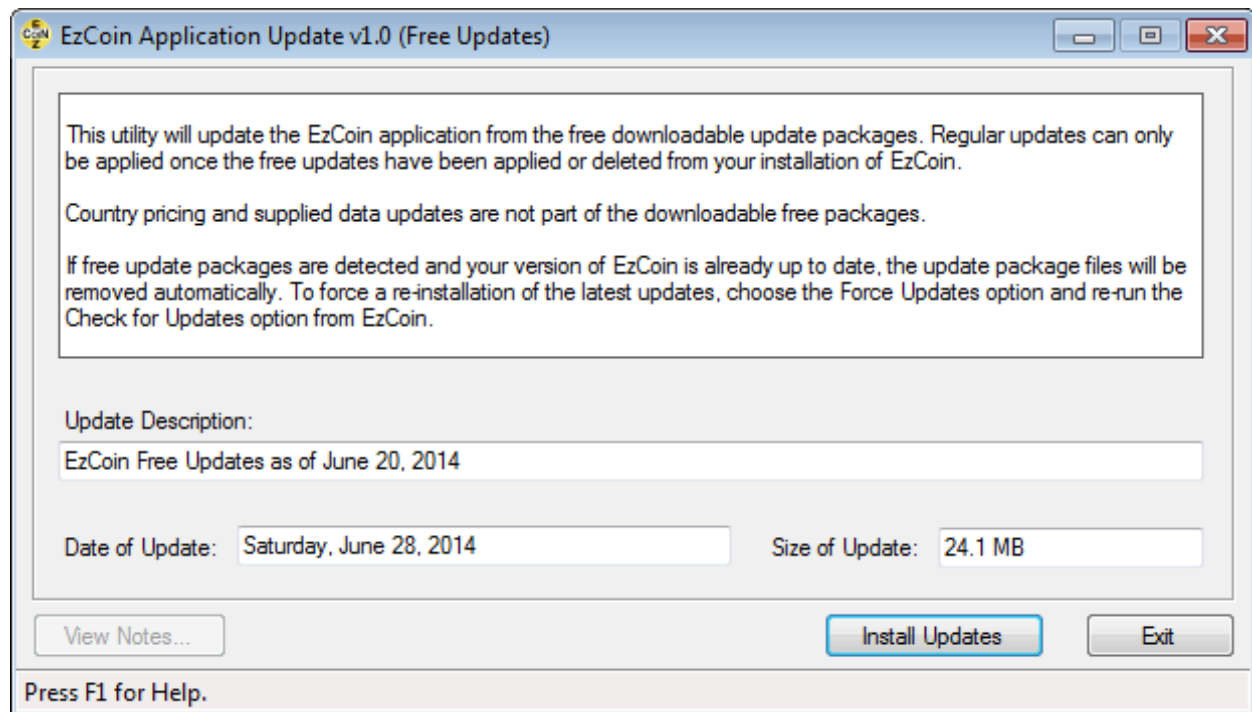 E
CoiN
Z
EzCoin Application Update v1.0 (Free Updates)
This utility will update the EzCoin application from the free downloadable update packages. Regular updates can only
be applied once the free updates have been applied or deleted from your installation of EzCoin.
Country pricing and supplied data updates are not part of the downloadable free packages.
If free update packages are detected and your version of EzCoin is already up to date, the update package files will be
removed automatically. To force a re-installation of the latest updates, choose the Force Updates option and re-run the
Check for Updates option from EzCoin.
Update Description:
EzCoin Free Updates as of June 20, 2014
Date of Update: Saturday, June 28, 2014 Size of Update: 24.1 MB
View Notes... Install Updates Exit
Press F1 for Help.